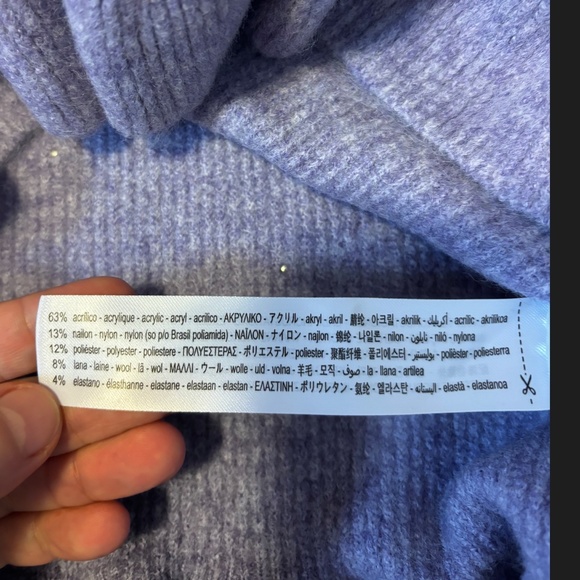 63% acrílico - acrylique - acrylic - acryl - acrilico - ΑΚΡΥΛΙΚΟ - アクリル - akryl - akril - 腈纶 - 아크릴 - akrilik - أكريليك - acrílic - akrilikoa
13% nailon - nylon - nylon (so p/o Brasil poliamida) - ΝΑΪΛΟΝ - ナイロン - najlon - 锦纶 - 나일론 - nilon - نايلون - niló - nylona
12% poliéster - polyester - poliestere - ΠΟΛΥΕΣΤΕΡΑΣ - ポリエステル - poliester - 聚酯纤维 - 폴리에스터 - بوليستير - polièster - poliesterra
8% lana - laine - wool - lã - wol - ΜΑΛΛΙ - ウール - wolle - uld - volna - 羊毛 - 모직 - صوف - la - llana - artilea
4% elastano - élasthanne - elastane - elastaan - elastan - ΕΛΑΣΤΙΝΗ - ポリウレタン - 氨纶 - 엘라스탄 - اليستانه - elastà - elastanoa